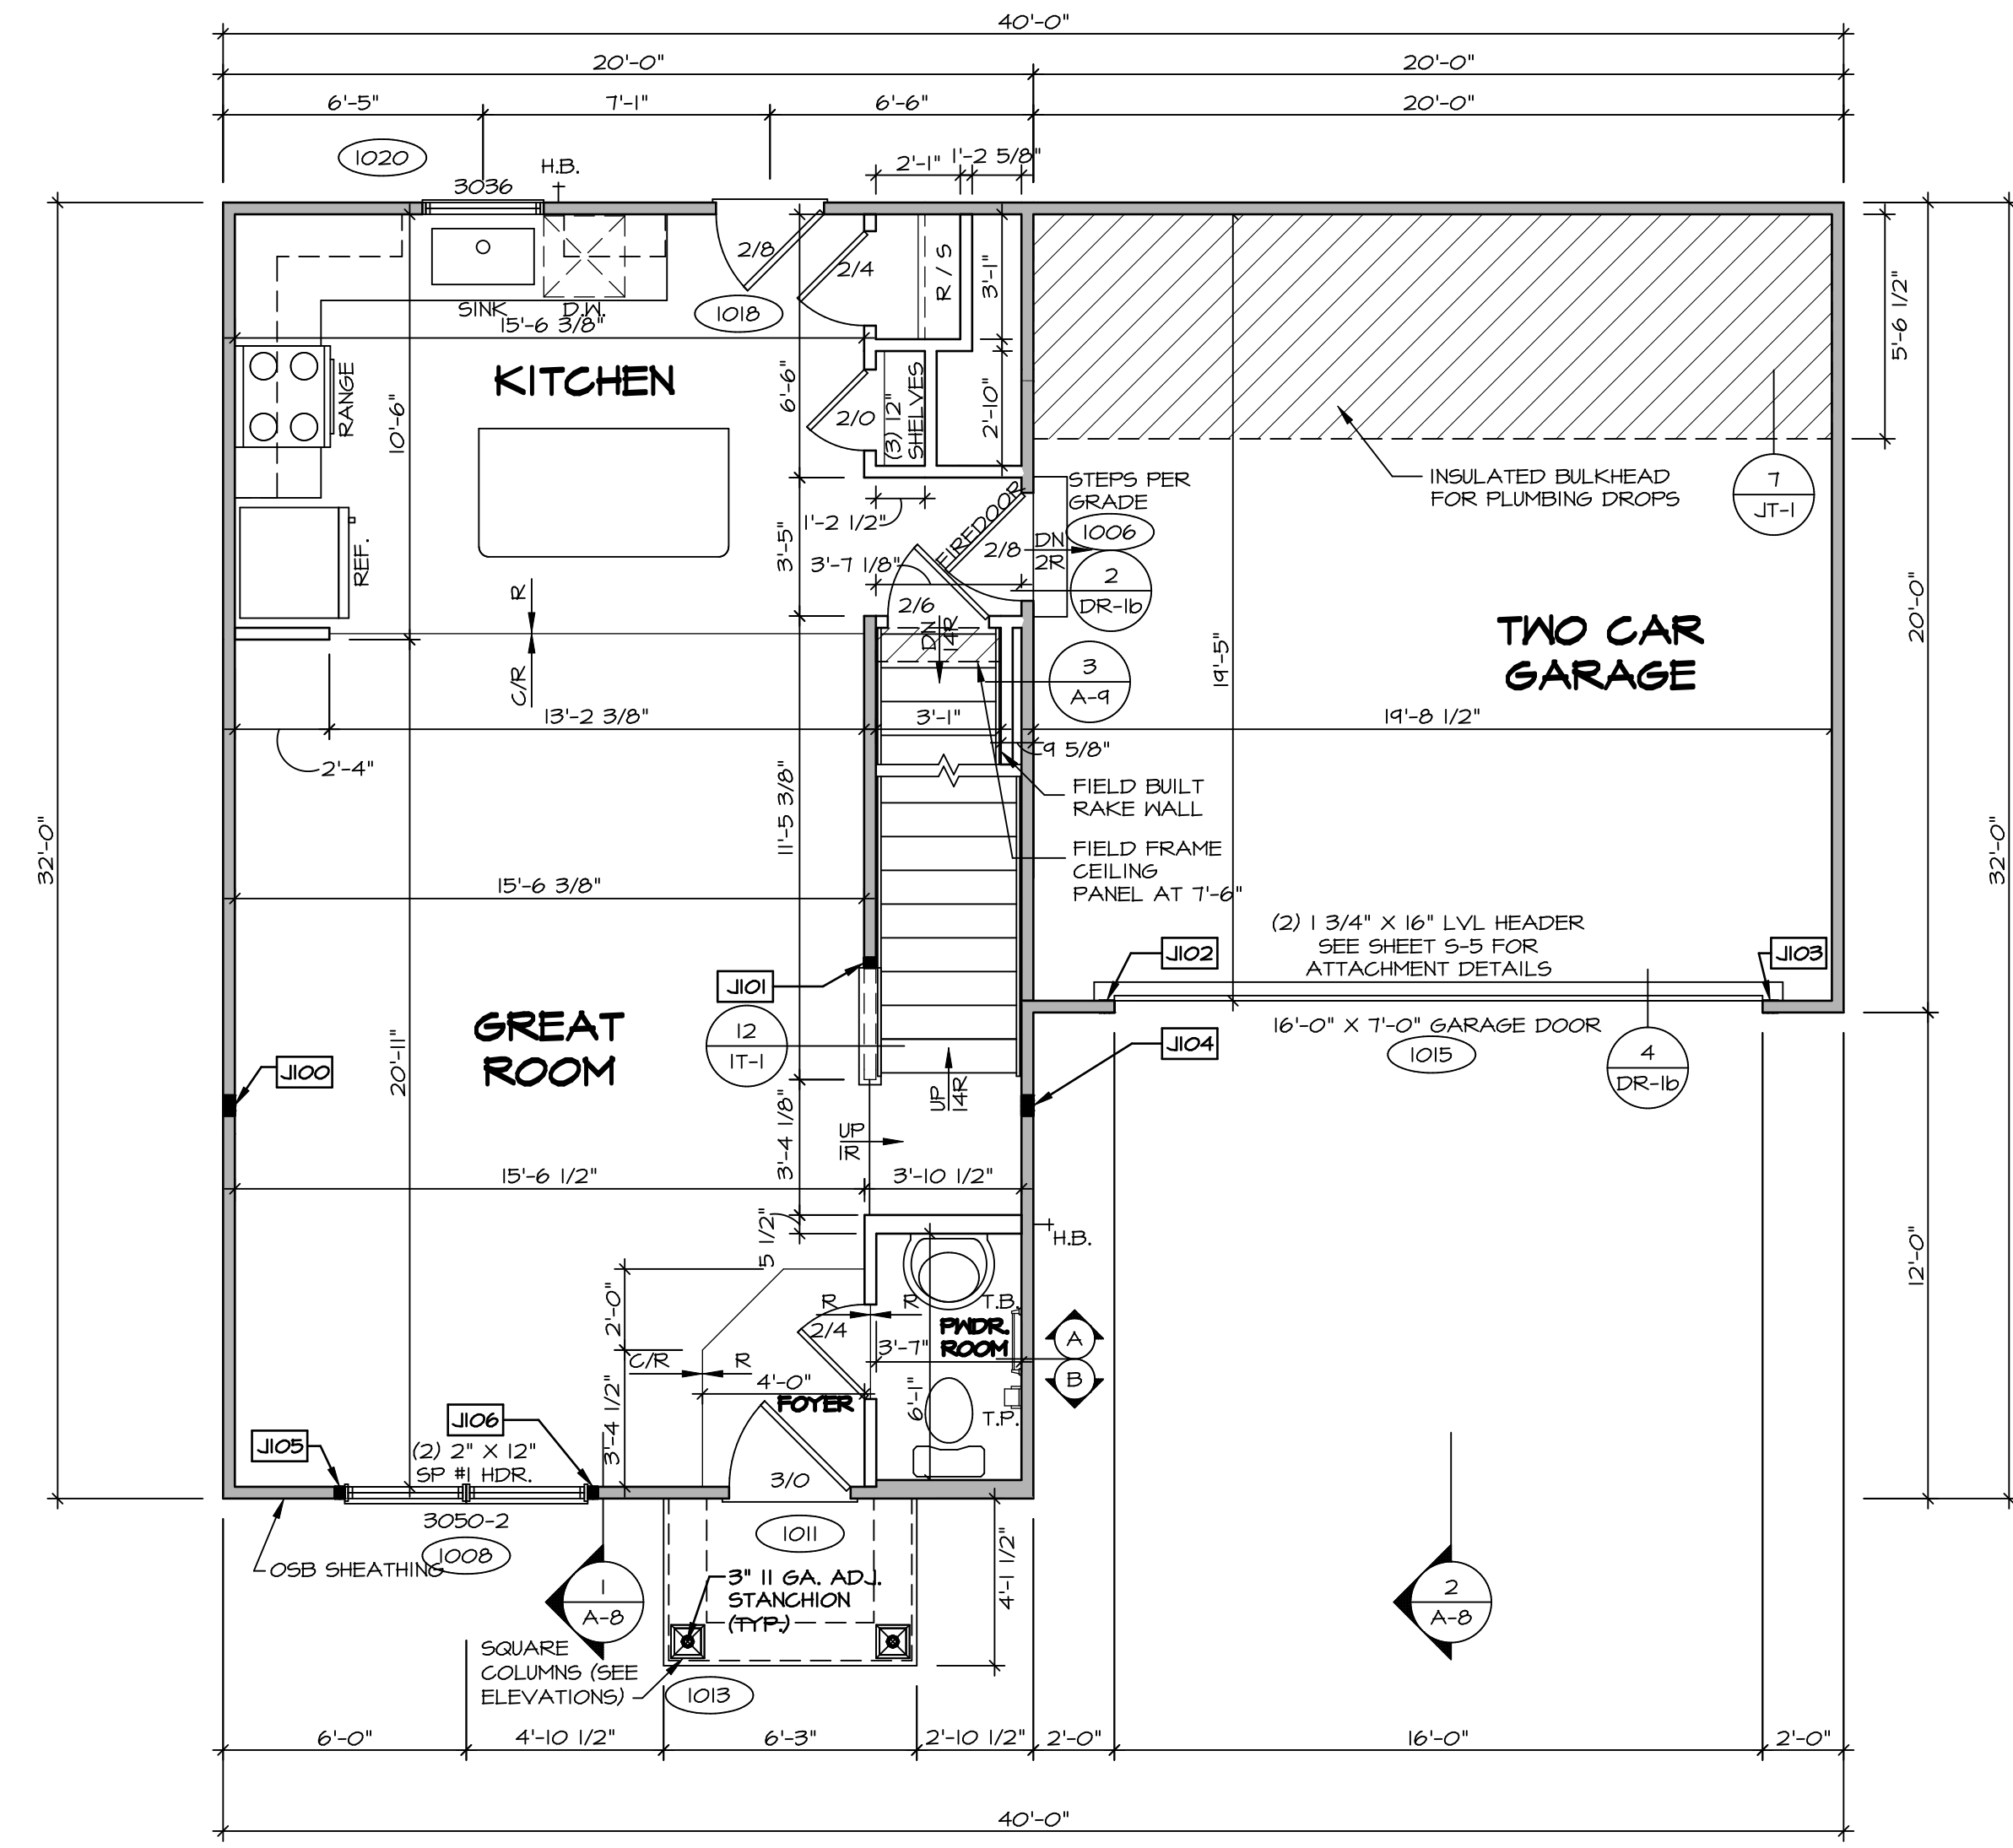 40'-0"
20'-0"
20'-0"
6'-5"
7'-1"
6'-6"
20'-0"
1020
H.B.
3036
2'-1"
1'-2 5/8"
2/8
2/4
R / S
3'-1"
5'-6 1/2"
SINK
D.W.
1018
15'-6 3/8"
RANGE
KITCHEN
10'-6"
6'-6"
2/0
(3) 12"
SHELVES
2'-10"
STEPS PER
GRADE
1006
INSULATED BULKHEAD
FOR PLUMBING DROPS
7
JT-1
1'-2 1/2"
FIREDOOR
2/8
DN
2R
3'-5"
3'-7 1/8"
2
DR-1b
REF.
R
C/R
2/6
DN
14R
3
A-9
19'-5"
TWO CAR
GARAGE
20'-0"
13'-2 3/8"
3'-1"
19'-8 1/2"
9 5/8"
2'-4"
FIELD BUILT
RAKE WALL
11'-5 3/8"
FIELD FRAME
CEILING
PANEL AT 7'-6"
32'-0"
32'-0"
15'-6 3/8"
(2) 1 3/4" X 16" LVL HEADER
SEE SHEET S-5 FOR
ATTACHMENT DETAILS
J102
J103
J101
GREAT
ROOM
12
IT-1
16'-0" X 7'-0" GARAGE DOOR
1015
4
DR-1b
J104
J100
20'-11"
UP
14R
3'-4 1/8"
UP
1R
15'-6 1/2"
3'-10 1/2"
5 1/2"
H.B.
12'-0"
2'-0"
R
R
T.B.
2/4
PWDR.
ROOM
3'-7"
A
B
C/R
R
4'-0"
FOYER
6'-1"
T.P.
3'-4 1/2"
J106
J105
(2) 2" X 12"
SP #1 HDR.
3/0
3050-2
1008
OSB SHEATHING
1011
1
A-8
3" 11 GA. ADJ.
STANCHION
(TYP.)
4'-1 1/2"
2
A-8
SQUARE
COLUMNS (SEE
ELEVATIONS)
1013
6'-0"
4'-10 1/2"
6'-3"
2'-10 1/2"
2'-0"
16'-0"
2'-0"
40'-0"